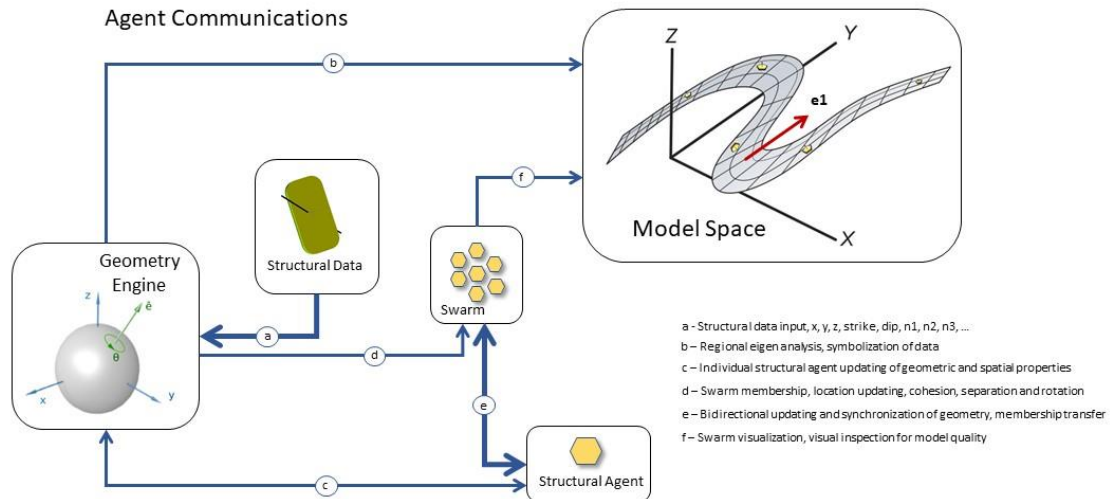 Agent Communications
b
Z
Y
e1
X
Model Space
f
Structural Data
Geometry
Engine
z
ê
θ
x
y
a
Swarm
d
e
c
Structural Agent
a - Structural data input, x, y, z, strike, dip, n1, n2, n3, ...
b – Regional eigen analysis, symbolization of data
c – Individual structural agent updating of geometric and spatial properties
d – Swarm membership, location updating, cohesion, separation and rotation
e – Bidirectional updating and synchronization of geometry, membership transfer
f – Swarm visualization, visual inspection for model quality